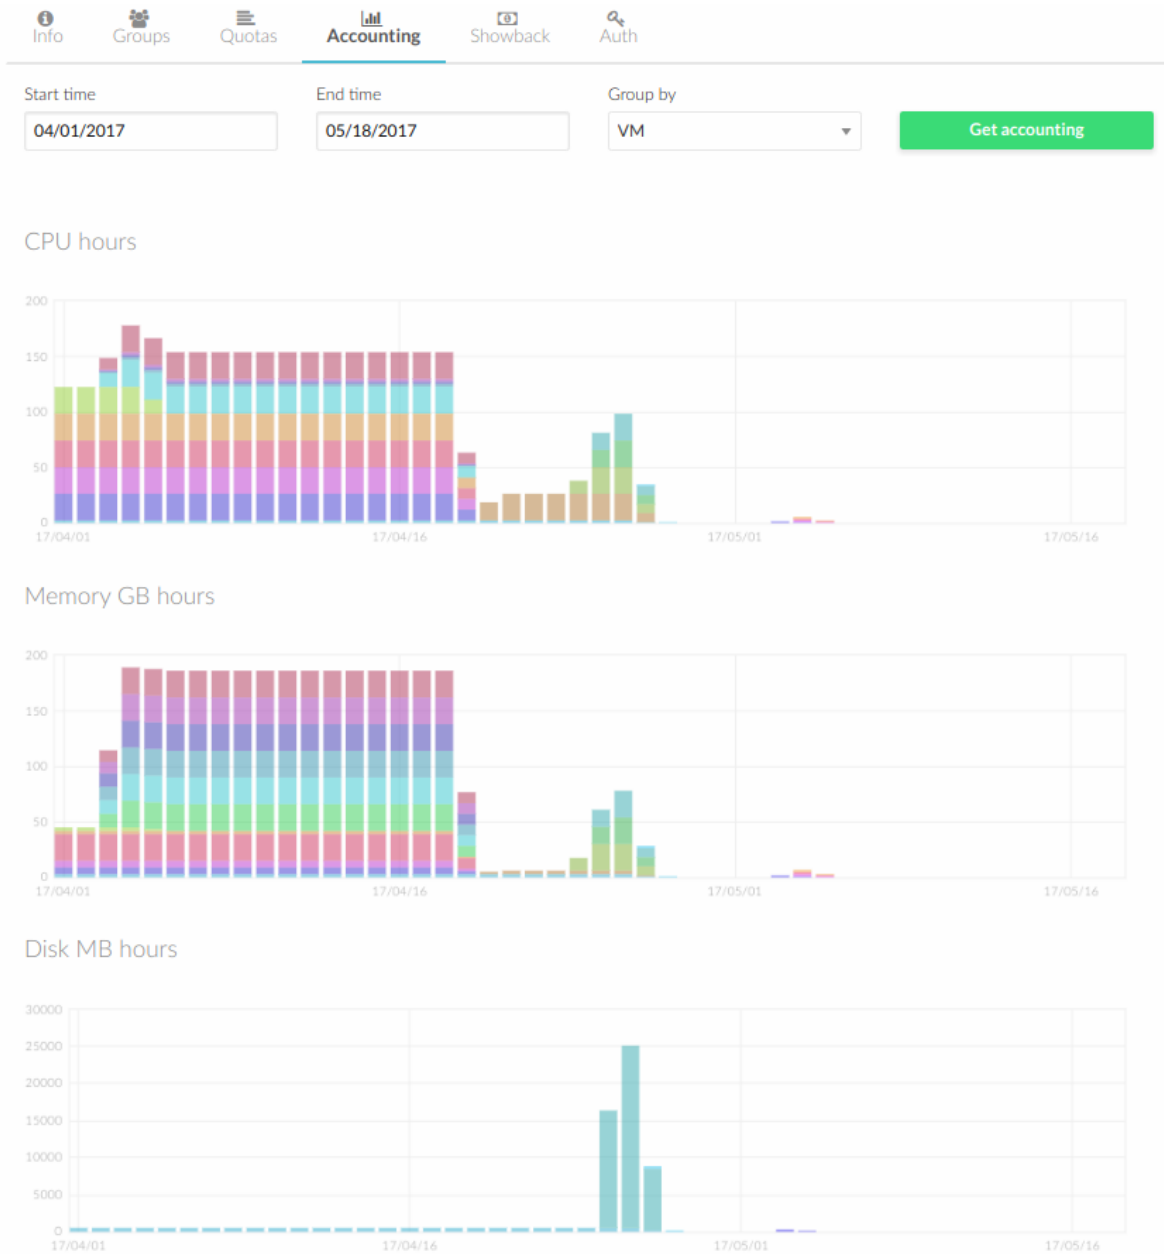 Info Groups Quotas Accounting Showback Auth
Start time End time Group by
04/01/2017 05/18/2017 VM Get accounting
CPU hours
200
150
100
50
0
17/04/01 17/04/16 17/05/01 17/05/16
Memory GB hours
200
150
100
50
0
17/04/01 17/04/16 17/05/01 17/05/16
Disk MB hours
30000
25000
20000
15000
10000
5000
0
17/04/01 17/04/16 17/05/01 17/05/16